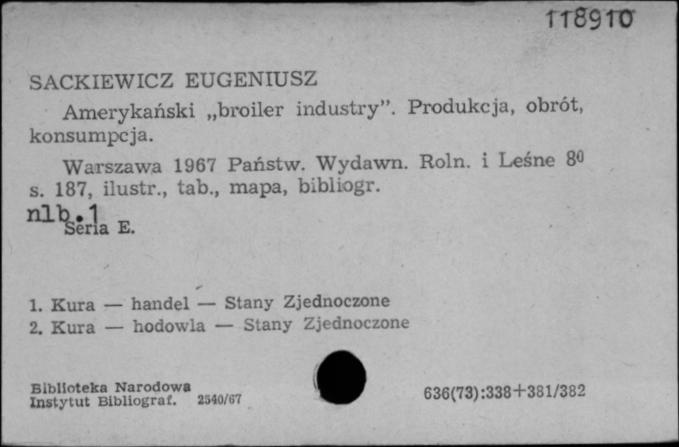 118910
SACKIEWICZ EUGENIUSZ
Amerykański „broiler industry”. Produkcja, obrót,
konsumpcja.
Warszawa 1967 Państw. Wydawn. Roln. i Leśne 8⁰
s. 187, ilustr., tab., mapa, bibliogr.
nlb.1
Seria E.
1. Kura — handel — Stany Zjednoczone
2. Kura — hodowla — Stany Zjednoczone
Biblioteka Narodowa
Instytut Bibliograf. 2540/67
636(73):338+381/382